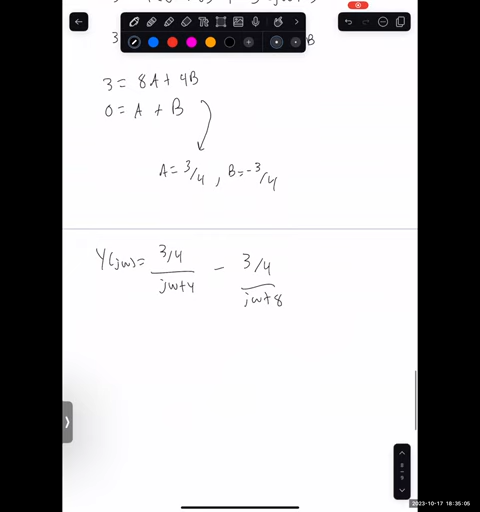 3 = 8A + 4B
0 = A + B
A = 3/4 , B = -3/4
Y(jω) = 3/4 / jω+4 - 3/4 / jω+8
2023-10-17 18:35:05